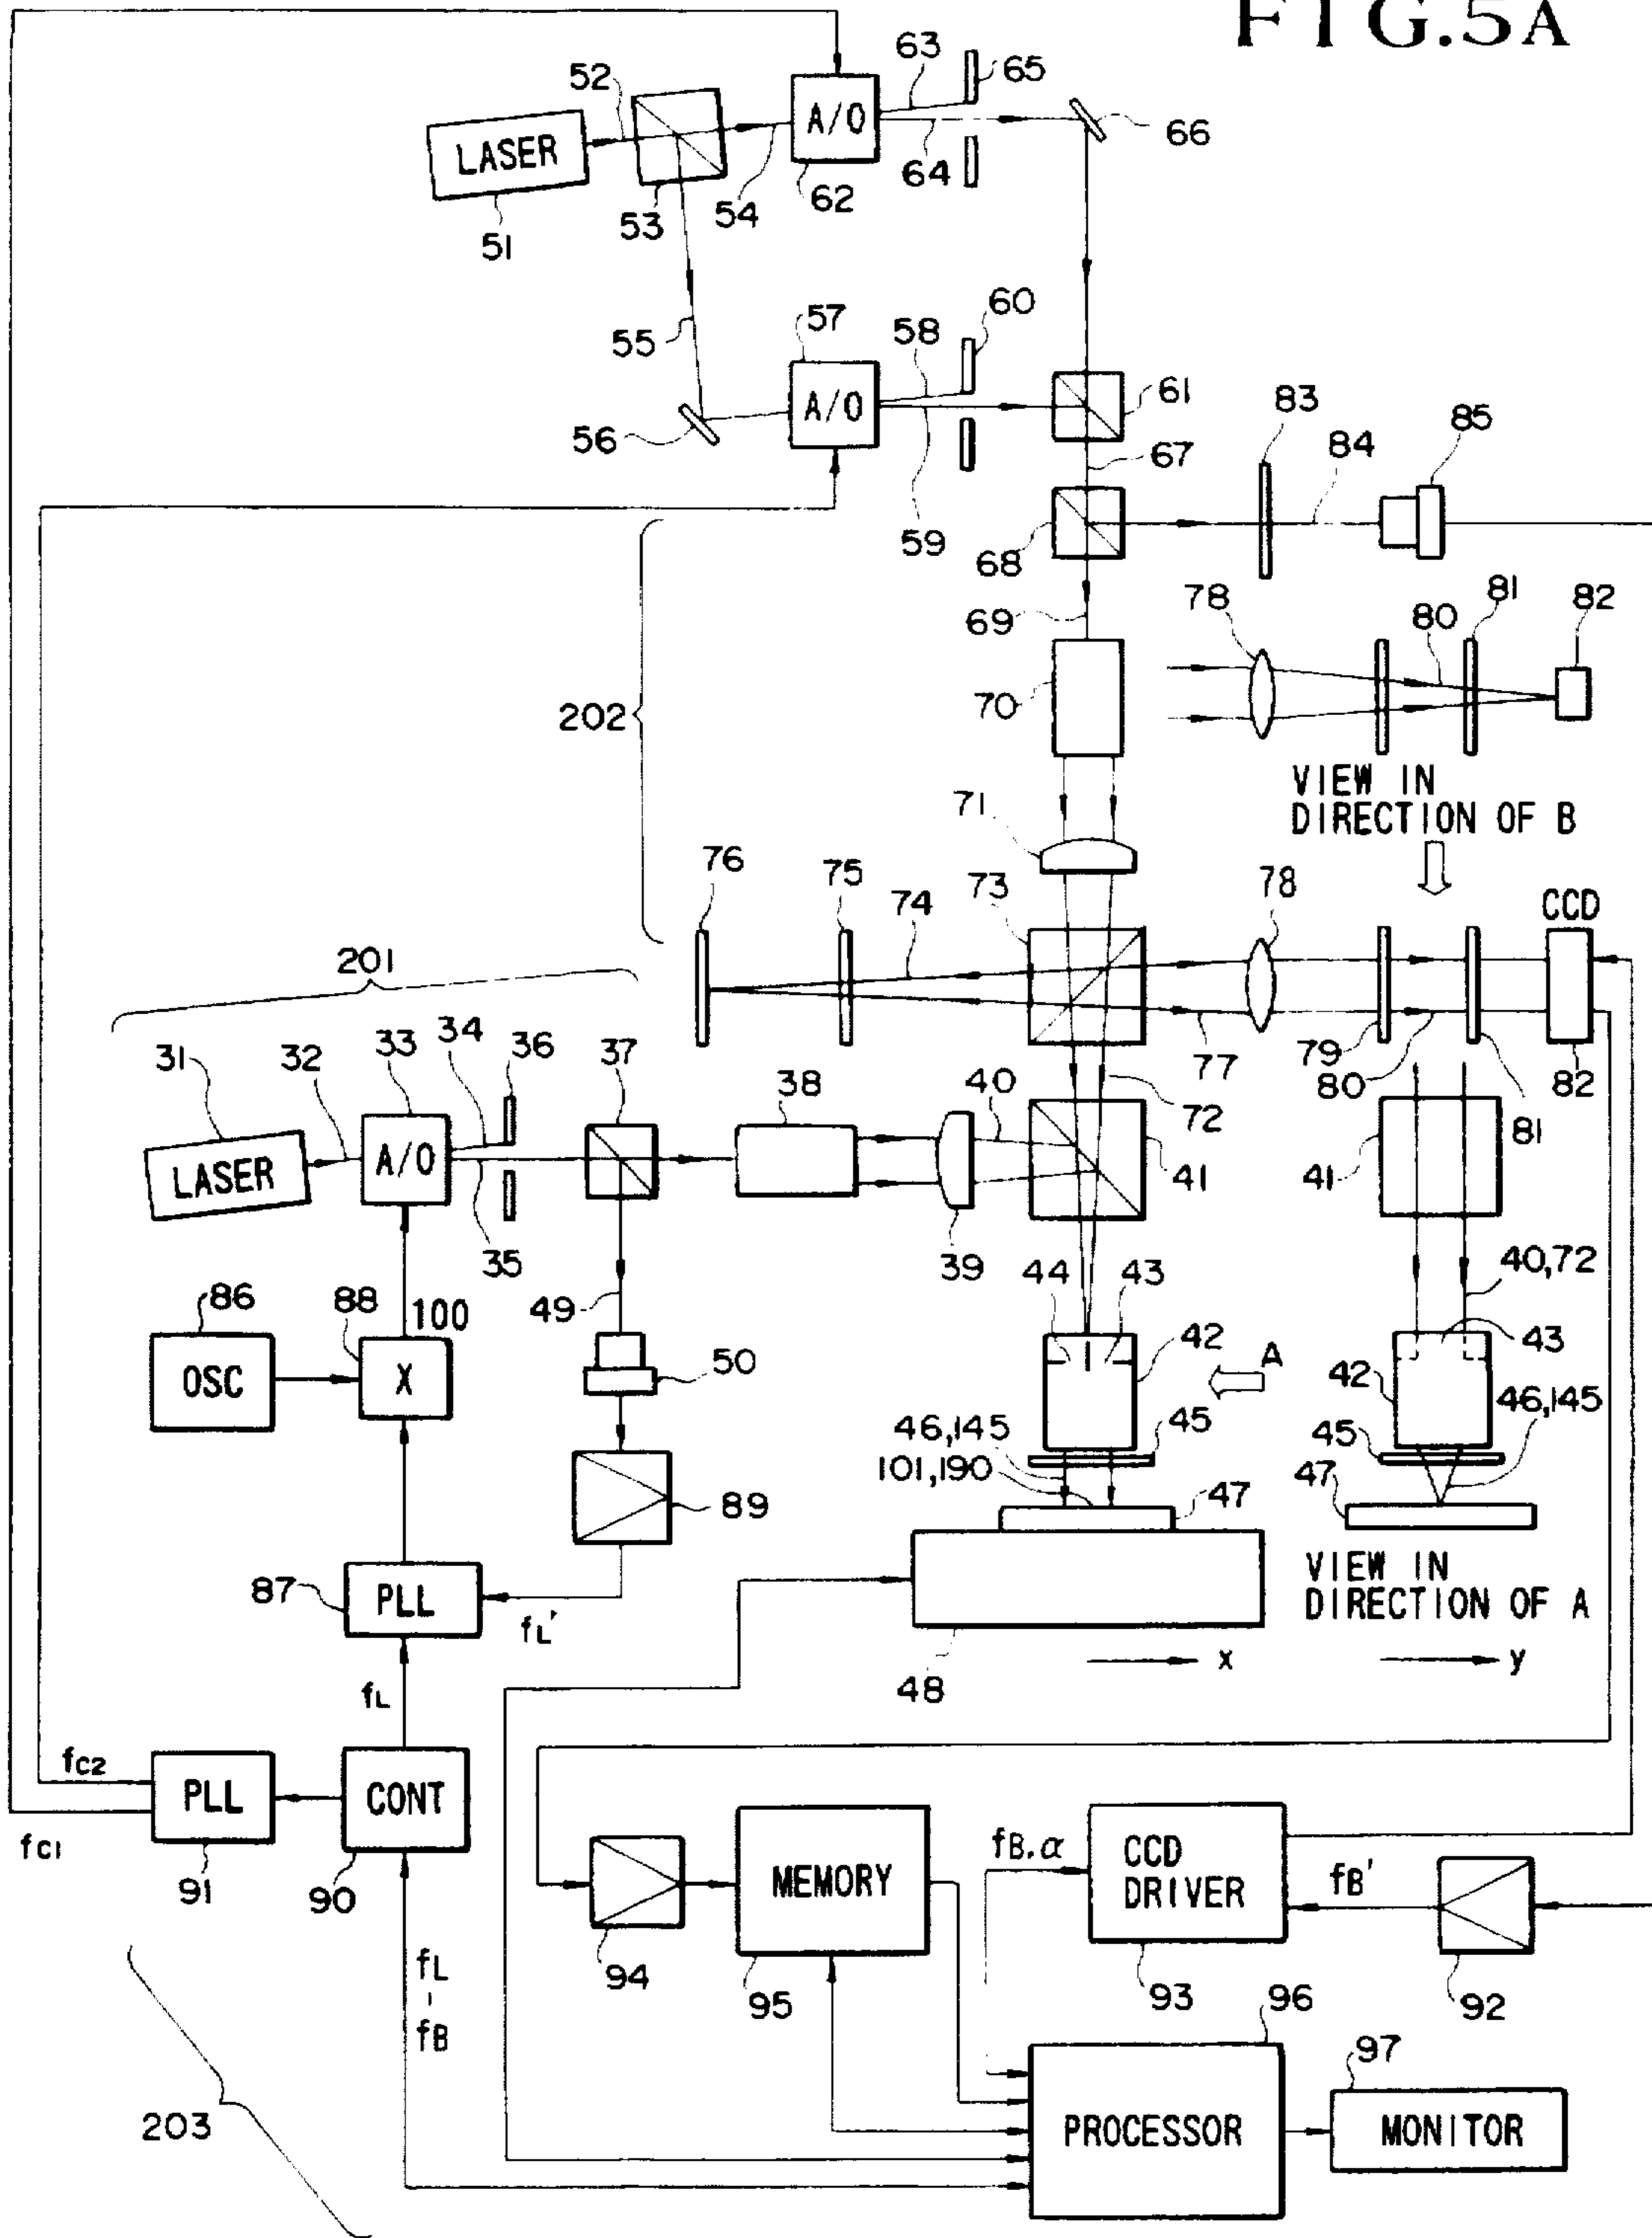 FIG.5A
63
65
52
A/O
66
LASER
64
54
62
53
51
57
58
60
55
A/O
61
83
85
56
84
67
59
68
78
81
82
69
80
70
202
VIEW IN
DIRECTION OF B
71
76
75
74
73
78
CCD
201
34
36
31
32
33
37
38
40
77
79
80
82
72
81
A/O
LASER
41
41
35
39
44
43
40,72
86
88
100
49
42
43
50
A
OSC
X
42
46,145
45
46,145
101,190
45
47
47
89
VIEW IN
DIRECTION OF A
87
PLL
fL'
x
y
48
fL
fC2
PLL
CONT
fC1
fB.α
CCD
DRIVER
MEMORY
fB'
91
90
94
95
93
92
fL
-
fB
96
97
203
PROCESSOR
MONITOR